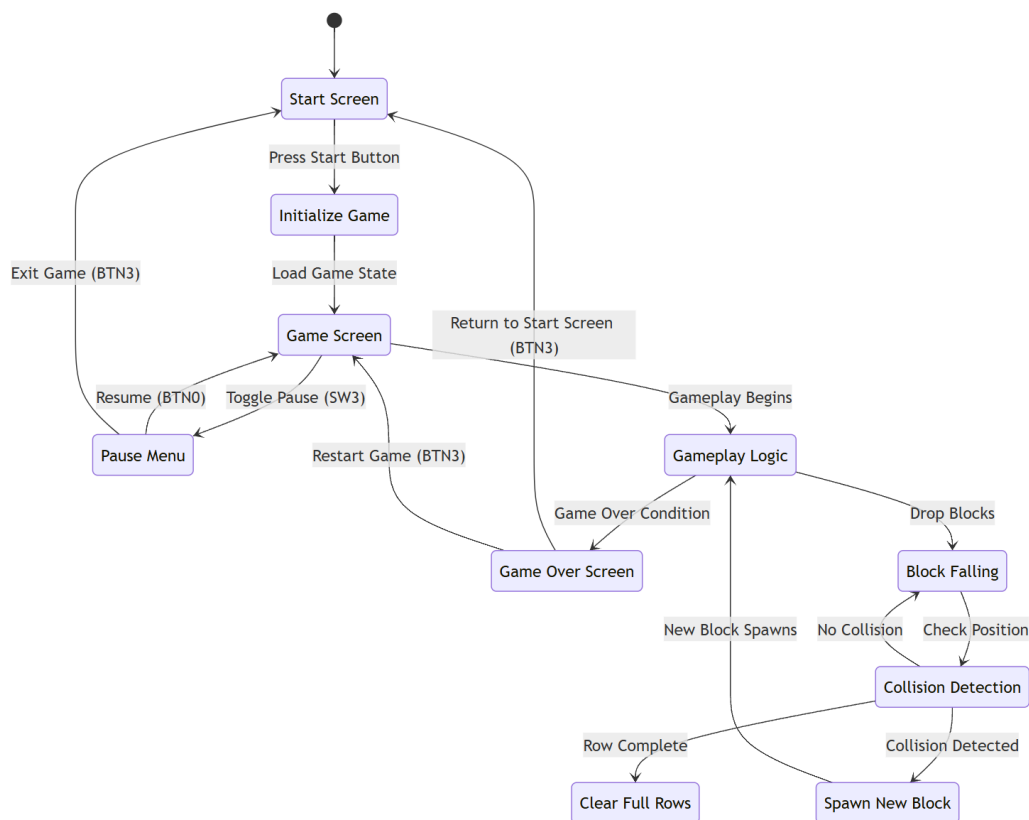 Start Screen
Press Start Button
Initialize Game
Exit Game (BTN3)
Load Game State
Game Screen
Return to Start Screen
(BTN3)
Resume (BTN0)
Toggle Pause (SW3)
Gameplay Begins
Pause Menu
Restart Game (BTN3)
Gameplay Logic
Game Over Condition
Drop Blocks
Game Over Screen
Block Falling
New Block Spawns
No Collision
Check Position
Collision Detection
Row Complete
Collision Detected
Clear Full Rows
Spawn New Block